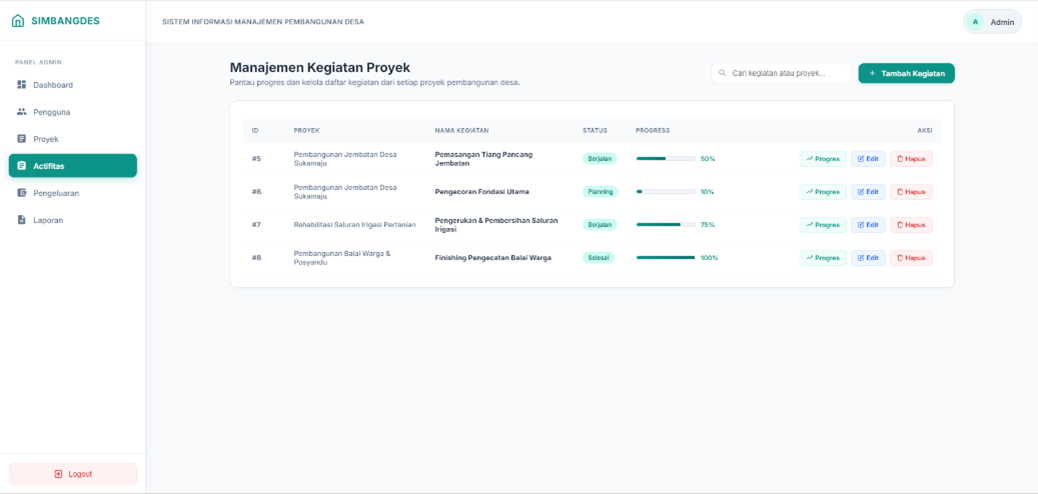 SIMBANGDES
SISTEM INFORMASI MANAJEMEN PEMBANGUNAN DESA
A Admin
PANEL ADMIN
Dashboard
Pengguna
Proyek
Actifitas
Pengeluaran
Laporan
Logout
Manajemen Kegiatan Proyek
Pantau progres dan kelola daftar kegiatan dari setiap proyek pembangunan desa.
Cari kegiatan atau proyek...
+ Tambah Kegiatan
ID PROYEK NAMA KEGIATAN STATUS PROGRESS AKSI
#5 Pembangunan Jembatan Desa Sukamaju Pemasangan Tiang Pancang Jembatan Berjalan 50% Progres Edit Hapus
#6 Pembangunan Jembatan Desa Sukamaju Pengecoran Fondasi Utama Planning 10% Progres Edit Hapus
#7 Rehabilitasi Saluran Irigasi Pertanian Pengerukan & Pembersihan Saluran Irigasi Berjalan 75% Progres Edit Hapus
#8 Pembangunan Balai Warga & Posyandu Finishing Pengecatan Balai Warga Selesai 100% Progres Edit Hapus